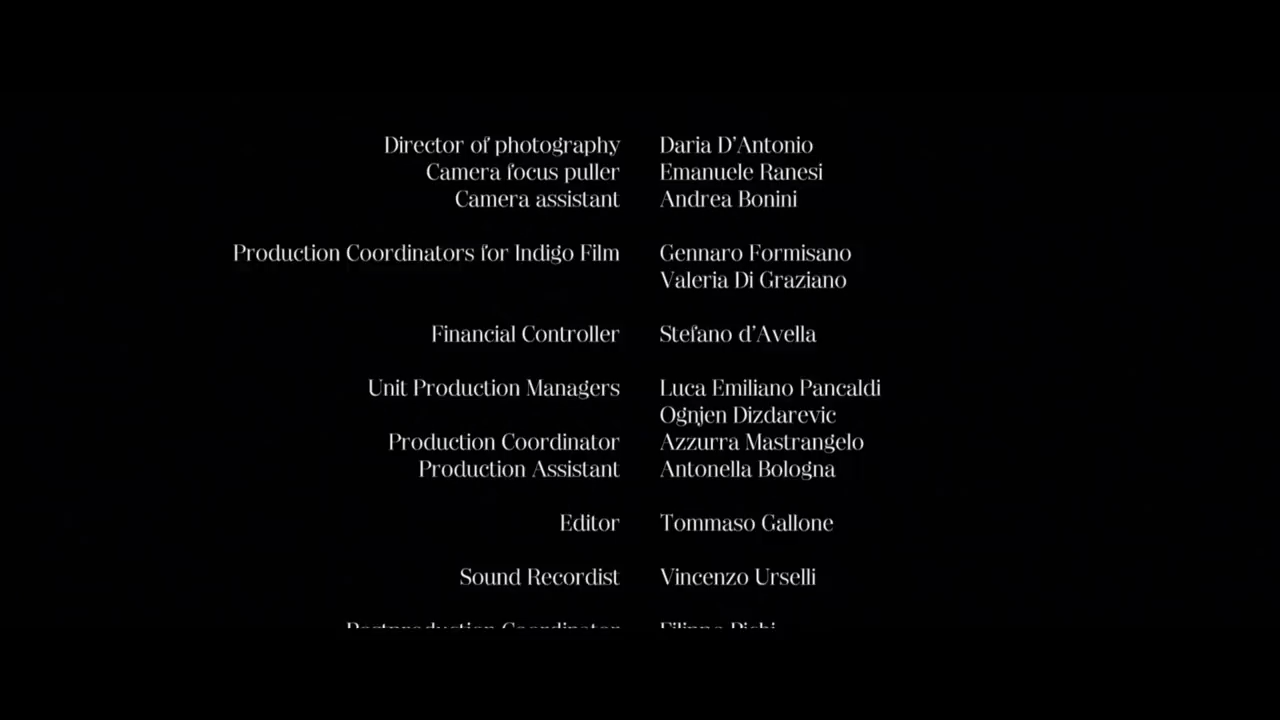 Director of photography Daria D’Antonio
Camera focus puller Emanuele Ranesi
Camera assistant Andrea Bonini
Production Coordinators for Indigo Film Gennaro Formisano
Valeria Di Graziano
Financial Controller Stefano d’Avella
Unit Production Managers Luca Emiliano Pancaldi
Ognjen Dizdarevic
Production Coordinator Azzurra Mastrangelo
Production Assistant Antonella Bologna
Editor Tommaso Gallone
Sound Recordist Vincenzo Urselli
Postproduction Coordinator